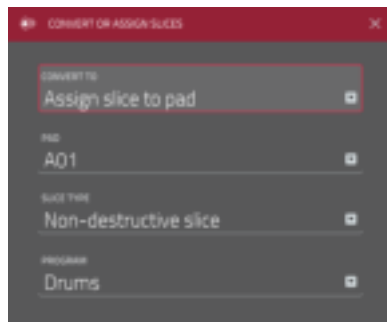 CONVERT OR ASSIGN SLICES
CONVERT TO
Assign slice to pad
PAD
A01
SLICE TYPE
Non-destructive slice
PROGRAM
Drums